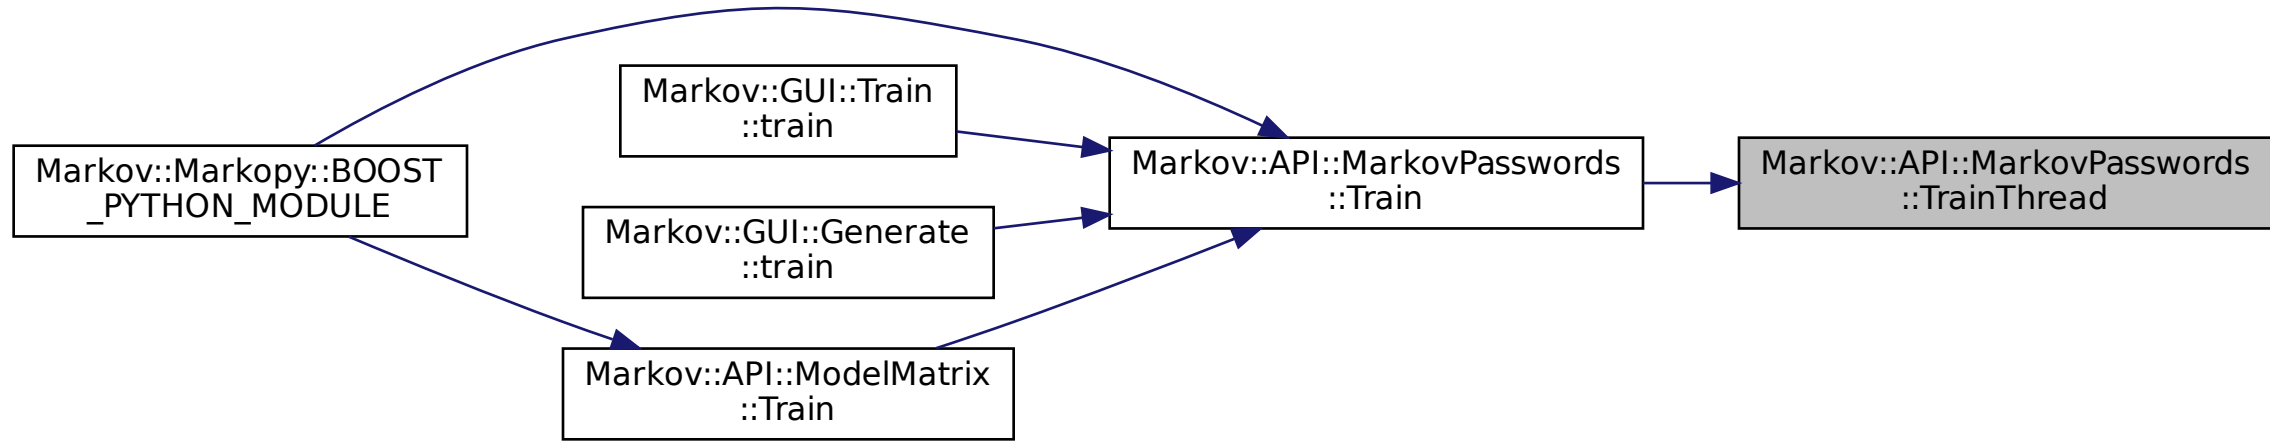 Markov::Markopy::BOOST
_PYTHON_MODULE
Markov::GUI::Train
::train
Markov::GUI::Generate
::train
Markov::API::ModelMatrix
::Train
Markov::API::MarkovPasswords
::Train
Markov::API::MarkovPasswords
::TrainThread